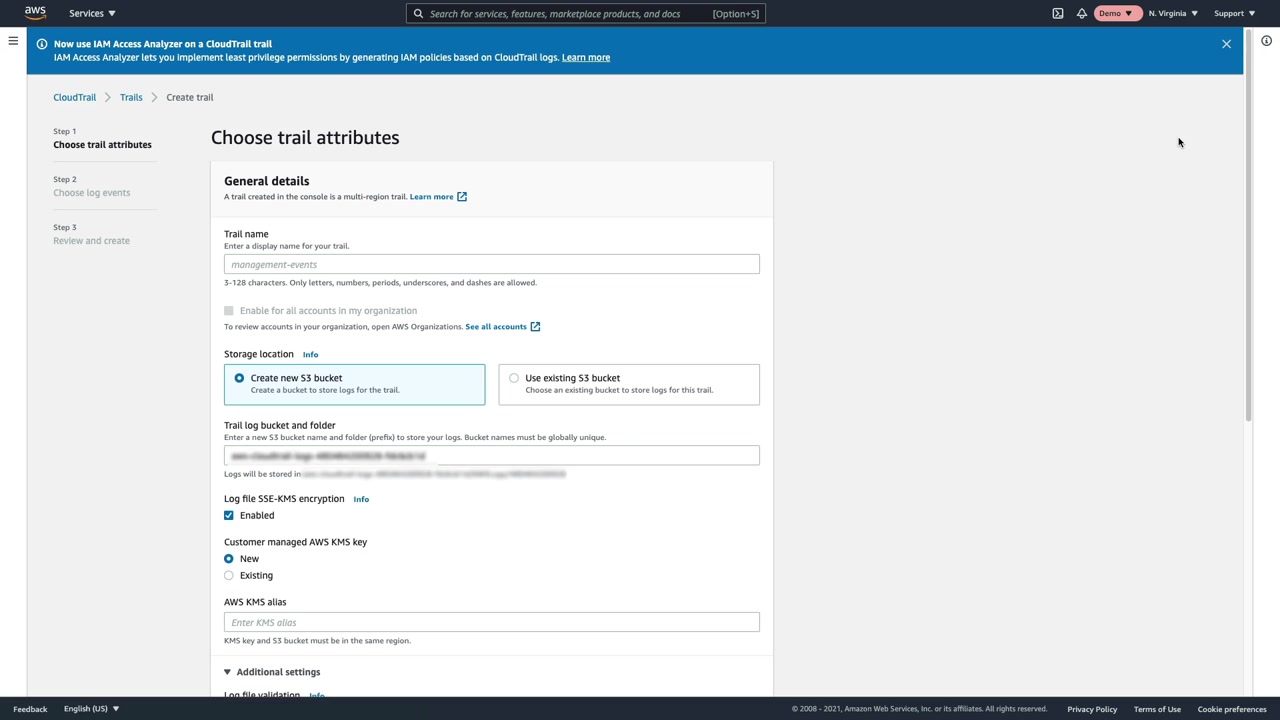 aws
Services
Search for services, features, marketplace products, and docs [Option+S]
Demo
N. Virginia
Support
Now use IAM Access Analyzer on a CloudTrail trail
IAM Access Analyzer lets you implement least privilege permissions by generating IAM policies based on CloudTrail logs. Learn more
CloudTrail Trails Create trail
Step 1
Choose trail attributes
Step 2
Choose log events
Step 3
Review and create
Choose trail attributes
General details
A trail created in the console is a multi-region trail. Learn more
Trail name
Enter a display name for your trail.
management-events
3-128 characters. Only letters, numbers, periods, underscores, and dashes are allowed.
Enable for all accounts in my organization
To review accounts in your organization, open AWS Organizations. See all accounts
Storage location Info
Create new S3 bucket
Create a bucket to store logs for the trail.
Use existing S3 bucket
Choose an existing bucket to store logs for this trail.
Trail log bucket and folder
Enter a new S3 bucket name and folder (prefix) to store your logs. Bucket names must be globally unique.
Logs will be stored in
Log file SSE-KMS encryption Info
Enabled
Customer managed AWS KMS key
New
Existing
AWS KMS alias
Enter KMS alias
KMS key and S3 bucket must be in the same region.
Additional settings
Log file validation Info
Feedback
English (US)
© 2008 - 2021, Amazon Web Services, Inc. or its affiliates. All rights reserved.
Privacy Policy
Terms of Use
Cookie preferences